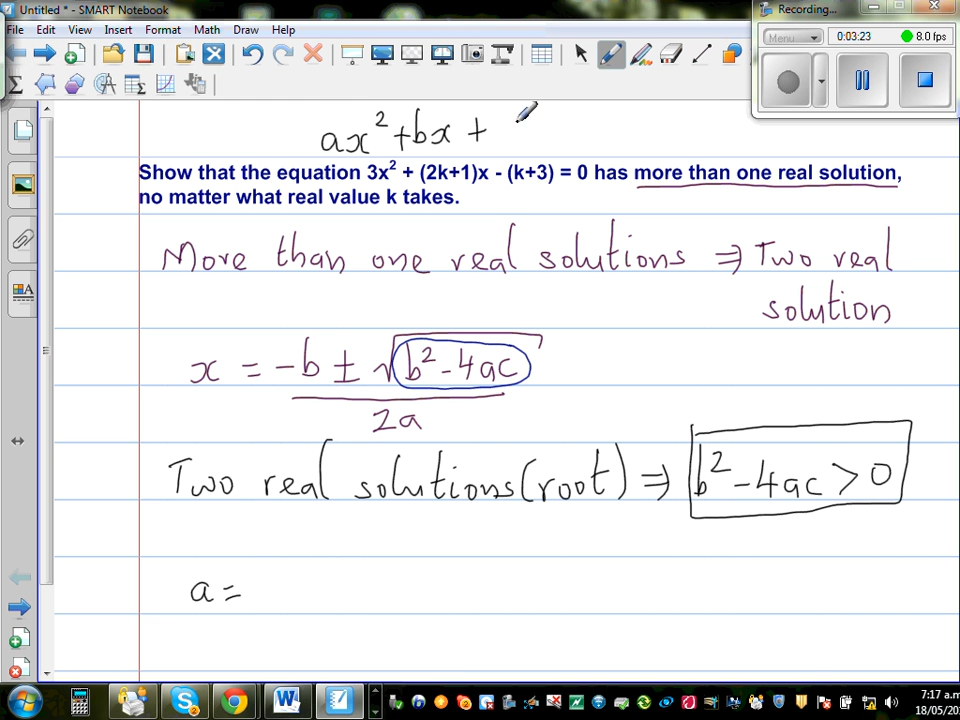 Untitled * - SMART Notebook
Recording...
File Edit View Insert Format Math Draw Help
Menu 0:03:23 8.0 fps
ax² + bx +
Show that the equation 3x² + (2k+1)x - (k+3) = 0 has more than one real solution,
no matter what real value k takes.
More than one real solutions ⇒ Two real
solution
x = -b ± √b² - 4ac
2a
Two real solutions(root) ⇒ b² - 4ac > 0
a =
7:17 a.m
18/05/20